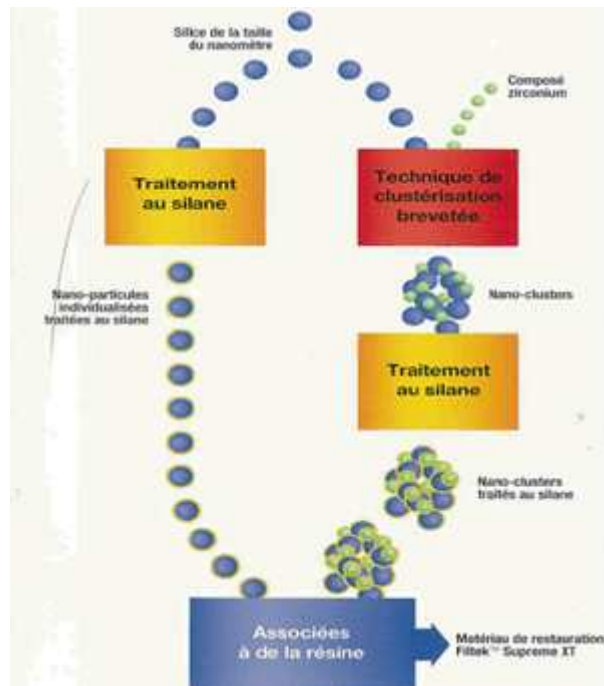 Silice de la taille
du nanomètre
Composé
zirconium
Traitement
au silane
Technique de
clustérisation
brevetée
Nano-particules
individualisées
traitées au silane
Nano-clusters
Traitement
au silane
Nano-clusters
traités au silane
Associées
à de la résine
Matériau de restauration
Filtek™ Supreme XT